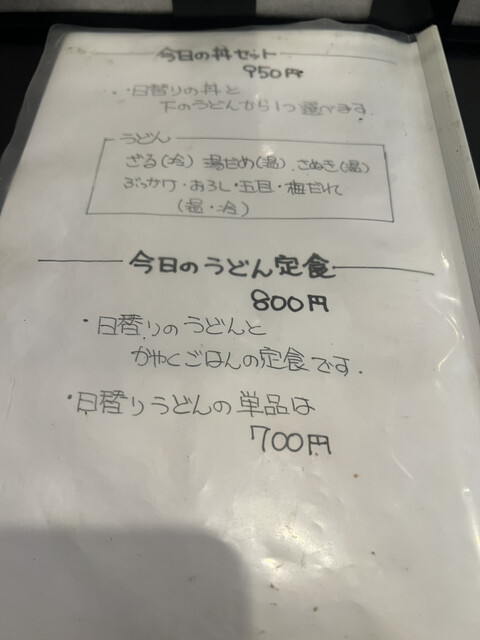 今日の丼セット
950円
・日替りの丼と
下のうどんから1つ選べます.
うどん
ざる(冷) 湯だめ(温) さぬき(温)
ぶっかけ・おろし・五目・梅だれ
(温・冷)
今日のうどん定食
800円
・日替りのうどんと
かやくごはんの定食です.
・日替りうどんの単品は
700円